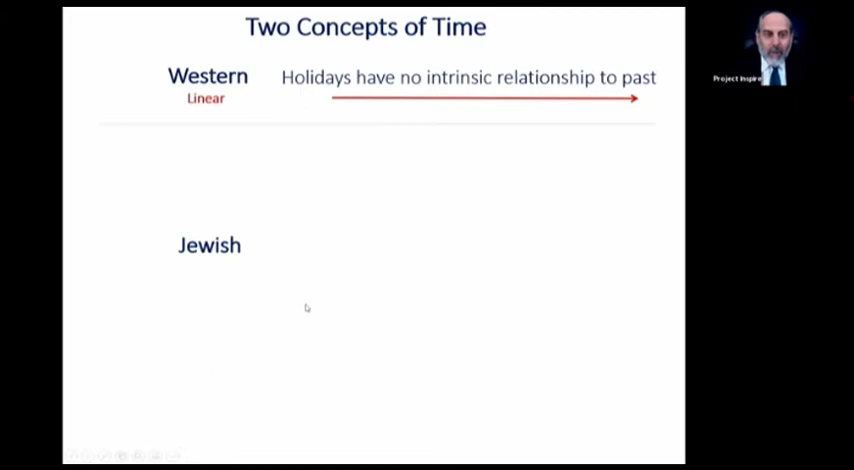 Two Concepts of Time
Western
Holidays have no intrinsic relationship to past
Linear
Jewish
Project Inspire